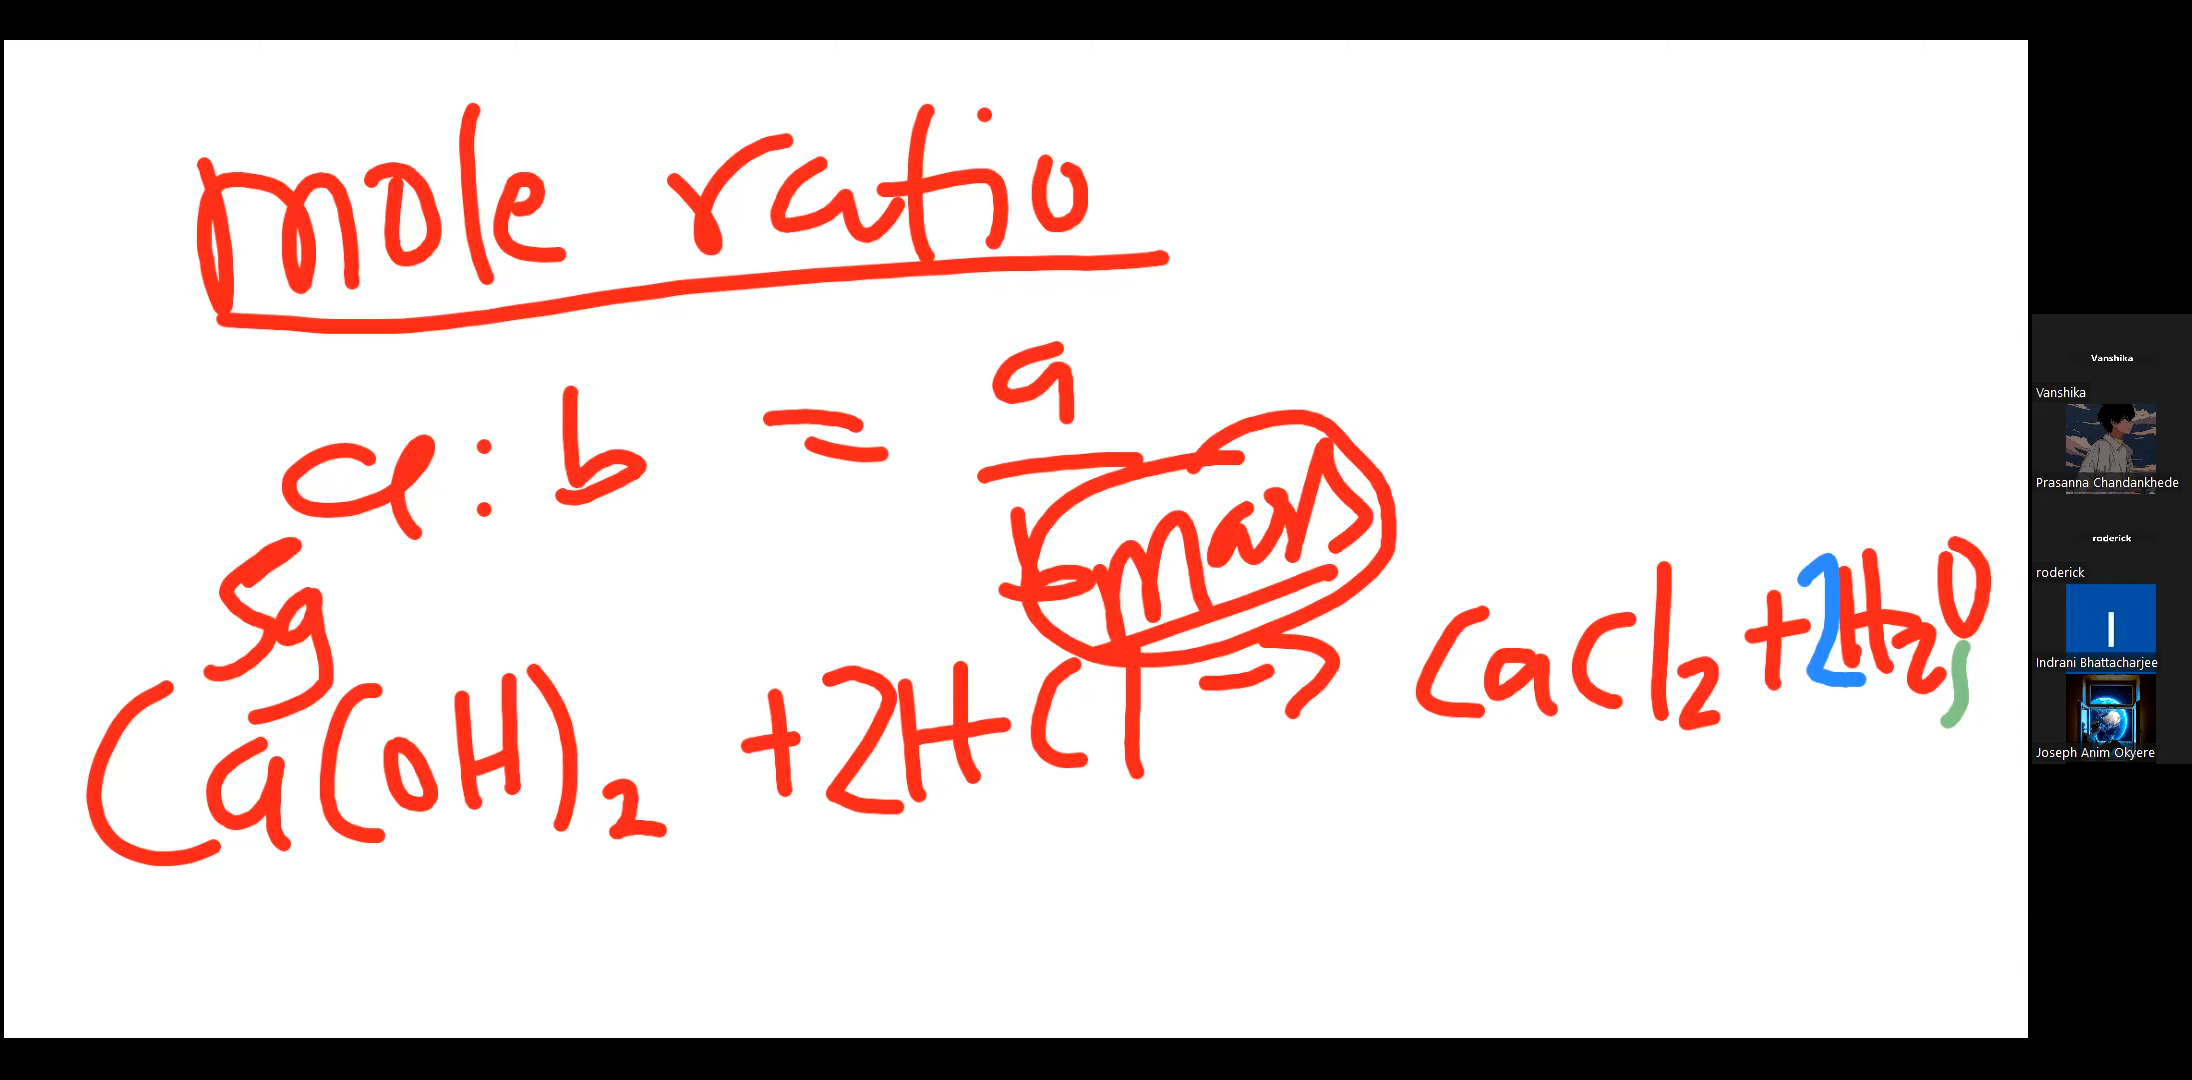 mole ratio
a : b = a
b
mass
5g
Ca(OH)2 + 2HCl -> CaCl2 + 2H2O
Vanshika
Vanshika
Prasanna Chandankhede
roderick
roderick
I
Indrani Bhattacharjee
Joseph Anim Okyere